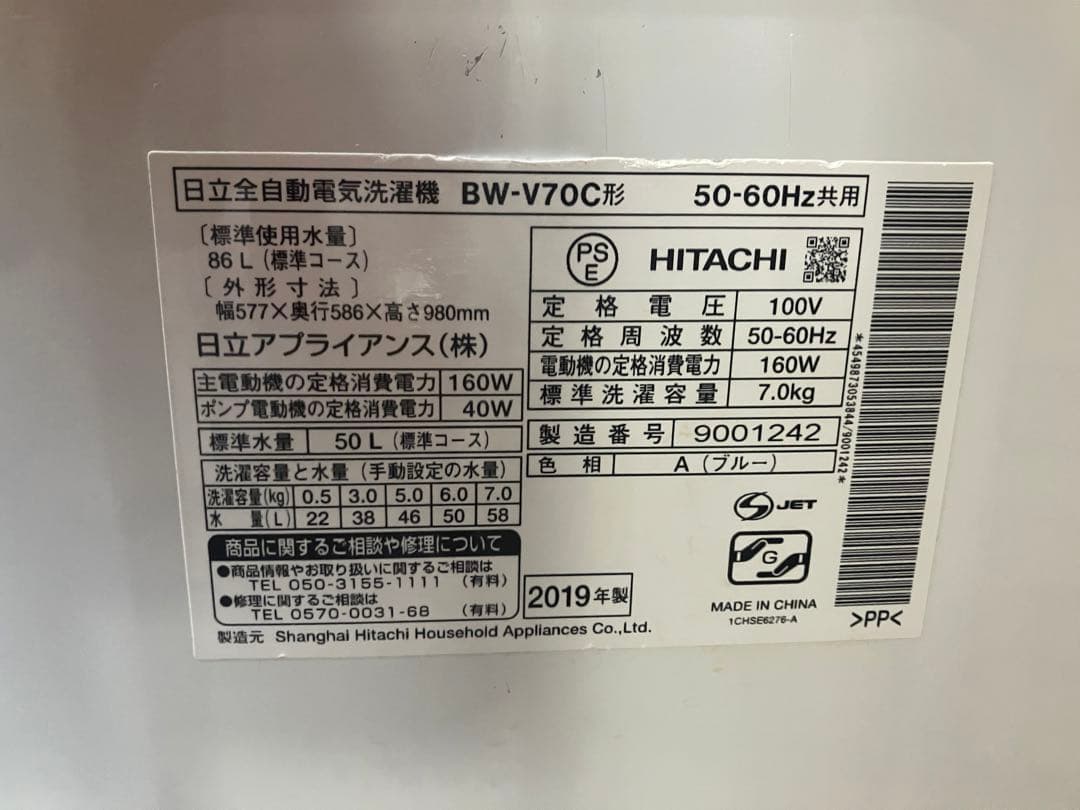 日立全自動電気洗濯機 BW-V70C形 50-60Hz共用
〔標準使用水量〕
86 L (標準コース)
〔外形寸法〕
幅577×奥行586×高さ980mm
日立アプライアンス(株)
主電動機の定格消費電力 160W
ポンプ電動機の定格消費電力 40W
標準水量 50 L (標準コース)
洗濯容量と水量 (手動設定の水量)
洗濯容量(kg) 0.5 3.0 5.0 6.0 7.0
水量(L) 22 38 46 50 58
商品に関するご相談や修理について
●商品情報やお取り扱いに関するご相談は
TEL 050-3155-1111 (有料)
●修理に関するご相談は
TEL 0570-0031-68 (有料)
製造元 Shanghai Hitachi Household Appliances Co.,Ltd.
PSE HITACHI
定格電圧 100V
定格周波数 50-60Hz
電動機の定格消費電力 160W
標準洗濯容量 7.0kg
製造番号 9001242
色相 A (ブルー)
S JET
G
2019年製
MADE IN CHINA
1CHSE6276-A
>PP<
*4549873053844/9001242*